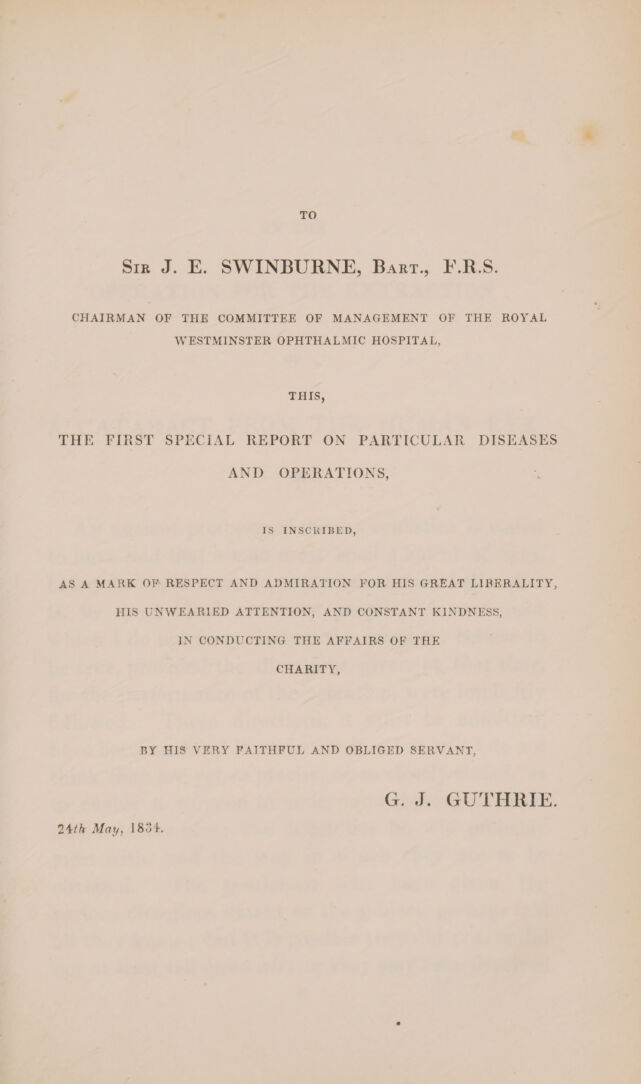 TO
Sir J. E. SWINBURNE, Bart., F.R.S.
CHAIRMAN OF THE COMMITTEE OF MANAGEMENT OF THE ROYAL
WESTMINSTER OPHTHALMIC HOSPITAL,
THIS,
THE FIRST SPECIAL REPORT ON PARTICULAR DISEASES
AND OPERATIONS,
IS INSCRIBED,
AS A MARK OF RESPECT AND ADMIRATION FOR HIS GREAT LIBERALITY,
HIS UNWEARIED ATTENTION, AND CONSTANT KINDNESS,
IN CONDUCTING THE AFFAIRS OF THE
CHARITY,
BY HIS VERY FAITHFUL AND OBLIGED SERVANT,
G. J. GUTHRIE.
24th May, 1834.